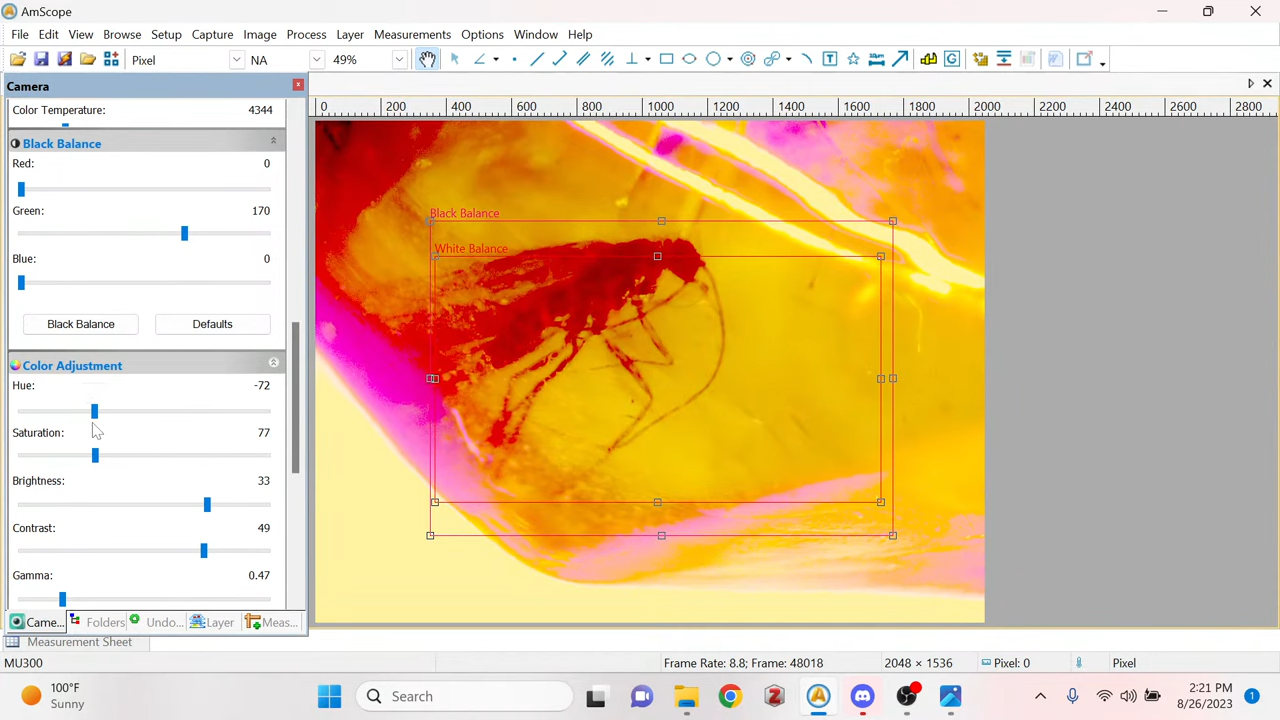 AmScope
File Edit View Browse Setup Capture Image Process Layer Measurements Options Window Help
Pixel NA 49%
Camera
0 200 400 600 800 1000 1200 1400 1600 1800 2000 2200 2400 2600 2800
Color Temperature: 4344
Black Balance
Red: 0
Green: 170
Blue: 0
Black Balance Defaults
Color Adjustment
Hue: -72
Saturation: 77
Brightness: 33
Contrast: 49
Gamma: 0.47
Black Balance
White Balance
Came... Folders Undo... Layer Meas...
Measurement Sheet
MU300 Frame Rate: 8.8; Frame: 48018 2048 × 1536 Pixel: 0 Pixel
100°F
Sunny
Search
2:21 PM
8/26/2023
1